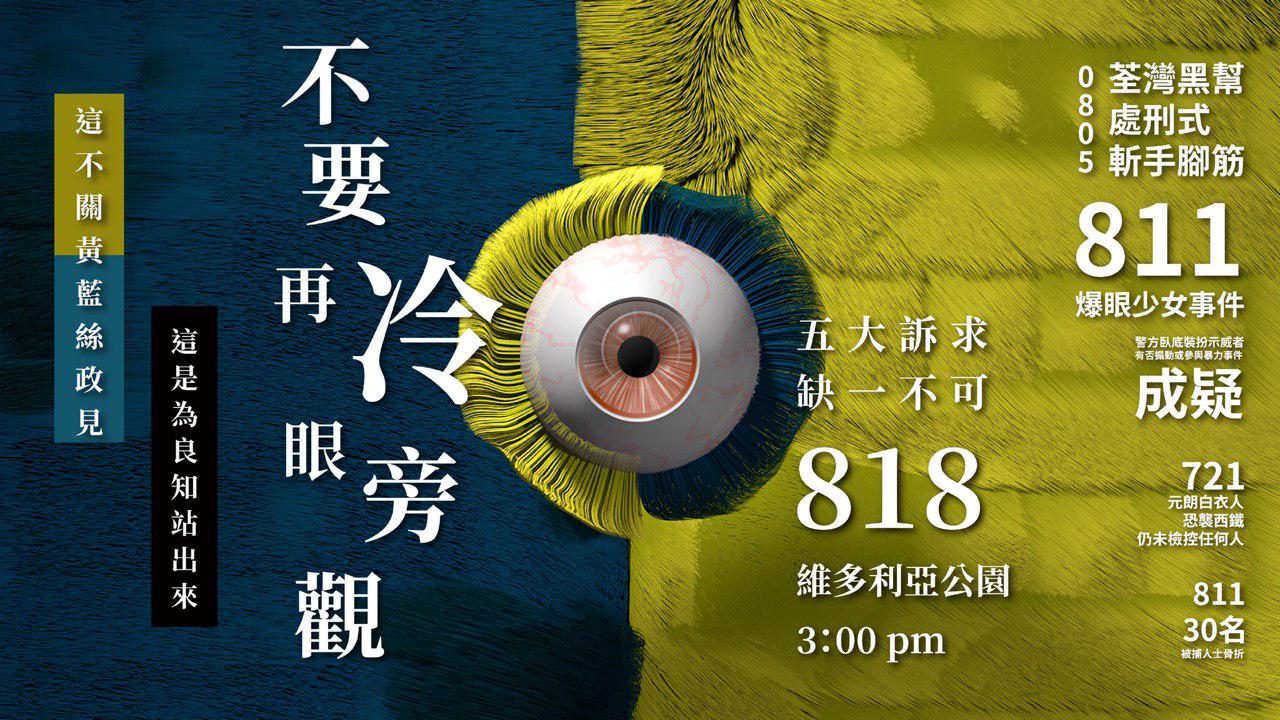 這不關黃藍絲政見
這是為良知站出來
不要再冷眼旁觀
五大訴求
缺一不可
818
維多利亞公園
3:00 pm
0805
荃灣黑幫
處刑式
斬手腳筋
811
爆眼少女事件
警方臥底裝扮示威者
有否搧動或參與暴力事件
成疑
721
元朗白衣人
恐襲西鐵
仍未檢控任何人
811
30名
被捕人士骨折